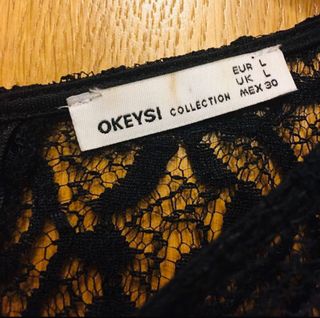 OKEYSI COLLECTION
EUR L
UK L
MEX 30